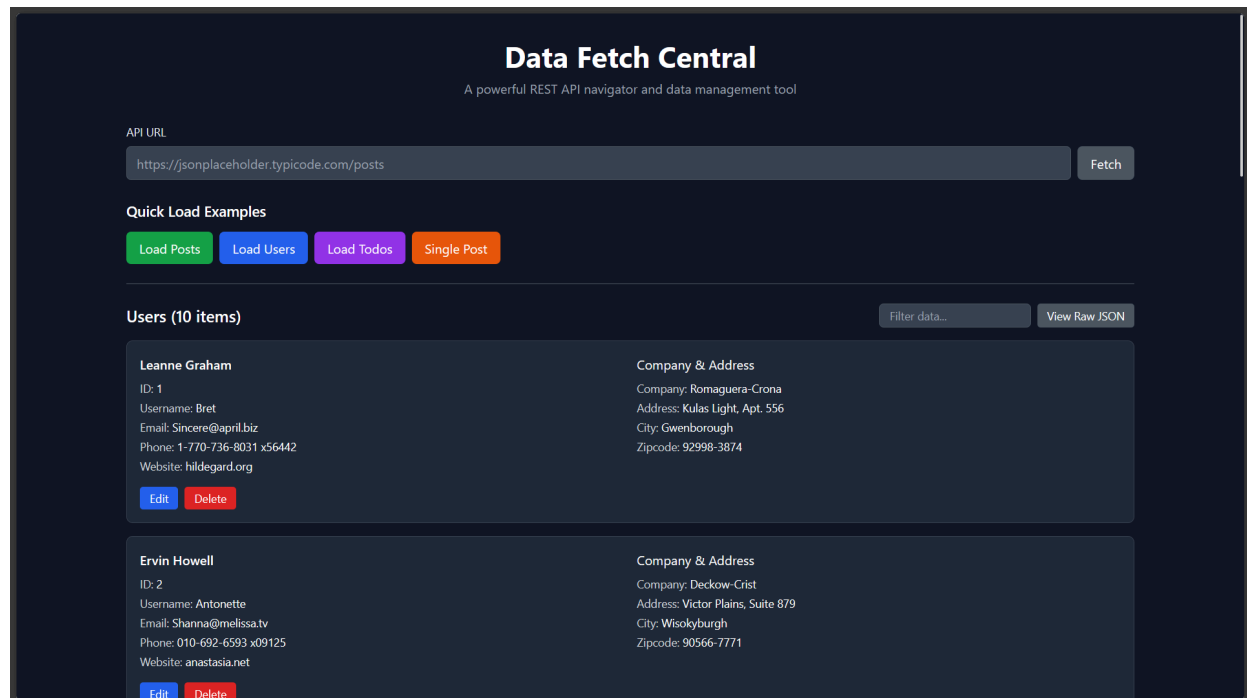 Data Fetch Central
A powerful REST API navigator and data management tool
API URL
https://jsonplaceholder.typicode.com/posts
Fetch
Quick Load Examples
Load Posts
Load Users
Load Todos
Single Post
Users (10 items)
Filter data...
View Raw JSON
Leanne Graham
ID: 1
Username: Bret
Email: Sincere@april.biz
Phone: 1-770-736-8031 x56442
Website: hildegard.org
Edit
Delete
Company & Address
Company: Romaguera-Crona
Address: Kulas Light, Apt. 556
City: Gwenborough
Zipcode: 92998-3874
Ervin Howell
ID: 2
Username: Antonette
Email: Shanna@melissa.tv
Phone: 010-692-6593 x09125
Website: anastasia.net
Edit
Delete
Company & Address
Company: Deckow-Crist
Address: Victor Plains, Suite 879
City: Wisokyburgh
Zipcode: 90566-7771